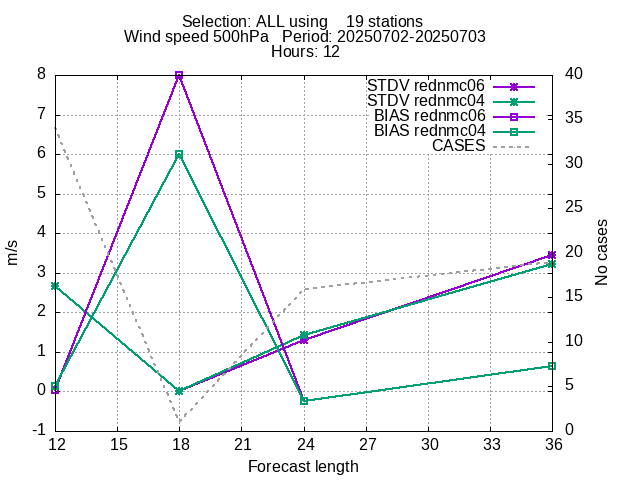 Selection: ALL using    19 stations
Wind speed 500hPa   Period: 20250702-20250703
Hours: 12
STDV rednmc06
STDV rednmc04
BIAS rednmc06
BIAS rednmc04
CASES
8
7
6
5
4
3
2
1
0
-1
m/s
40
35
30
25
20
15
10
5
0
No cases
12 15 18 21 24 27 30 33 36
Forecast length